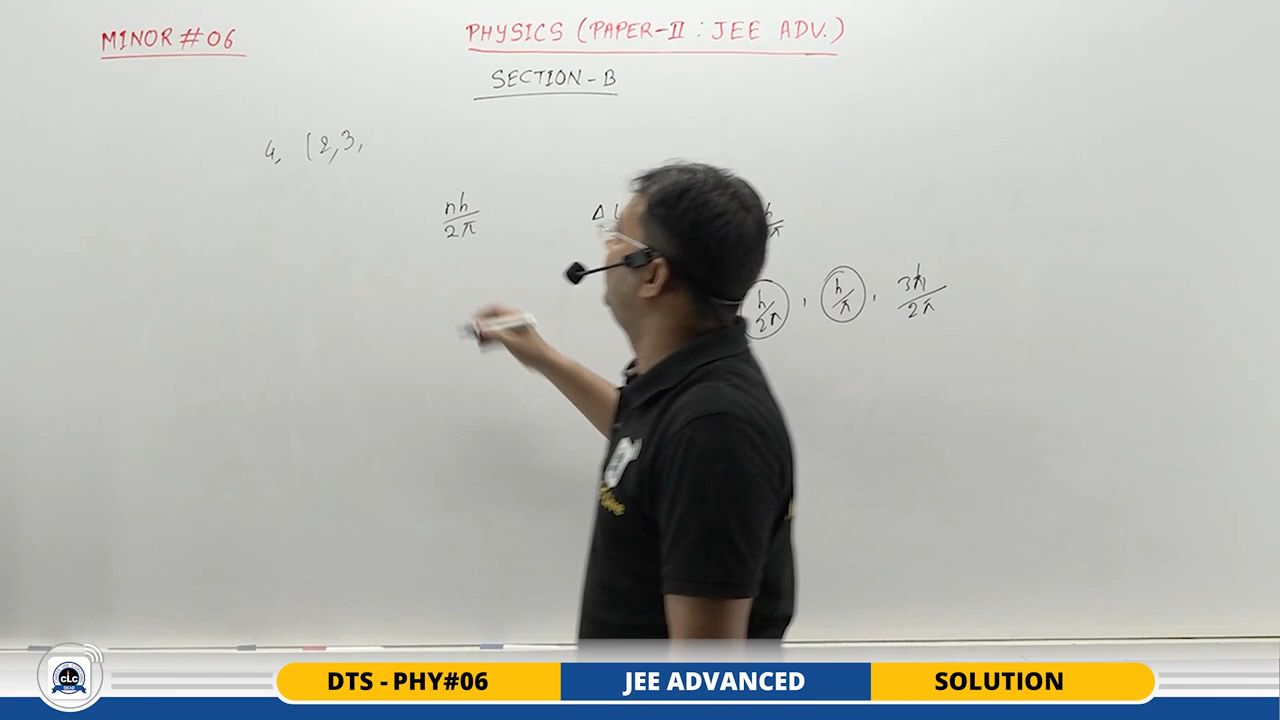 MINOR #06
PHYSICS (PAPER-II : JEE ADV.)
SECTION-B
4, (2,3,
nh/2π
Δ L
h/2π, h/π, 3h/2π
CLC
DTS - PHY#06
JEE ADVANCED
SOLUTION